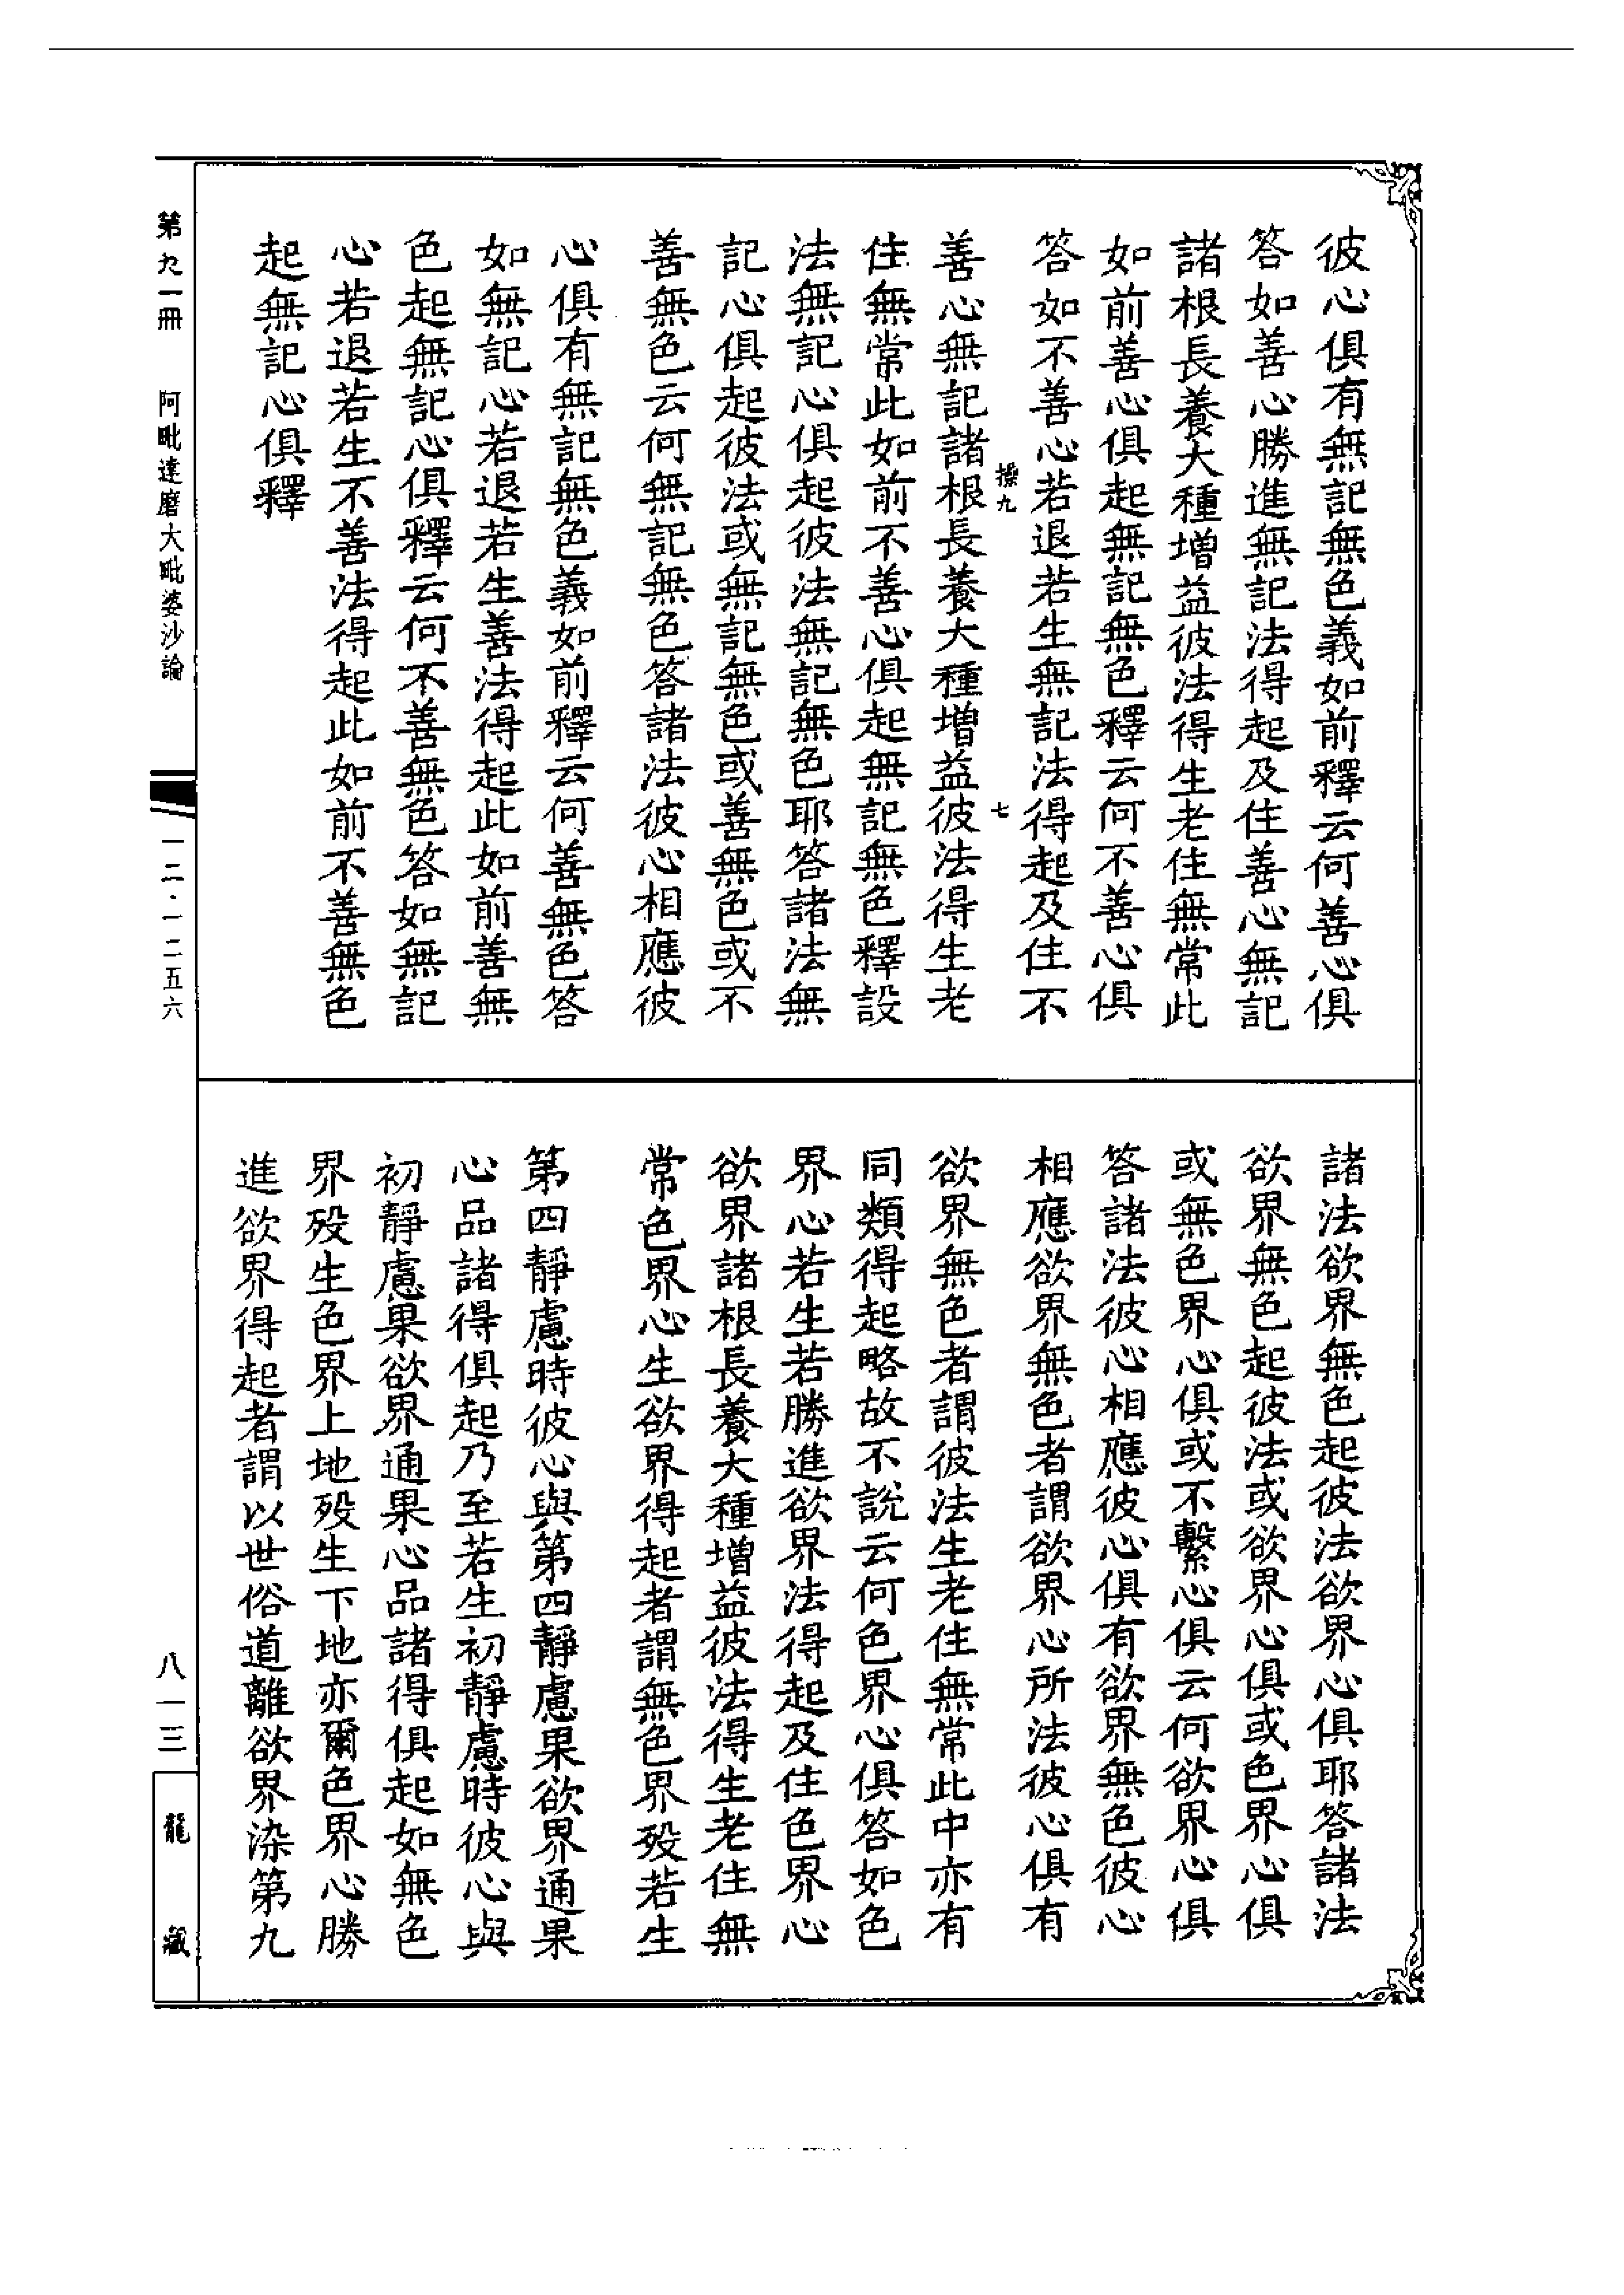 彼心俱有無記無色義如前釋云何善心俱
答如善心勝進無記法得起及住善心無記
諸根長養大種增益彼法得生老住無常此
如前善心俱起無記無色釋云何不善心俱
答如不善心若退若生無記法得起及住不
操九 七
善心無記諸根長養大種增益彼法得生老
住無常此如前不善心俱起無記無色釋設
法無記心俱起彼法無記無色耶答諸法無
記心俱起彼法或無記無色或善無色或不
善無色云何無記無色答諸法彼心相應彼
心俱有無記無色義如前釋云何善無色答
如無記心若退若生善法得起此如前善無
色起無記心俱釋云何不善無色答如無記
心若退若生不善法得起此如前不善無色
起無記心俱釋
諸法欲界無色起彼法欲界心俱耶答諸法
欲界無色起彼法或欲界心俱或色界心俱
或無色界心俱或不繫心俱云何欲界心俱
答諸法彼心相應彼心俱有欲界無色彼心
相應欲界無色者謂欲界心所法彼心俱有
欲界無色者謂彼法生老住無常此中亦有
同類得起略故不說云何色界心俱答如色
界心若生若勝進欲界法得起及住色界心
欲界諸根長養大種增益彼法得生老住無
常色界心生欲界得起者謂無色界歿若生
第四靜慮時彼心與第四靜慮果欲界通果
心品諸得俱起乃至若生初靜慮時彼心與
初靜慮果欲界通果心品諸得俱起如無色
界歿生色界上地歿生下地亦爾色界心勝
進欲界得起者謂以世俗道離欲界染第九
第九一冊 阿毗達磨大毗婆沙論
一二·一二五六
八一三
龍藏